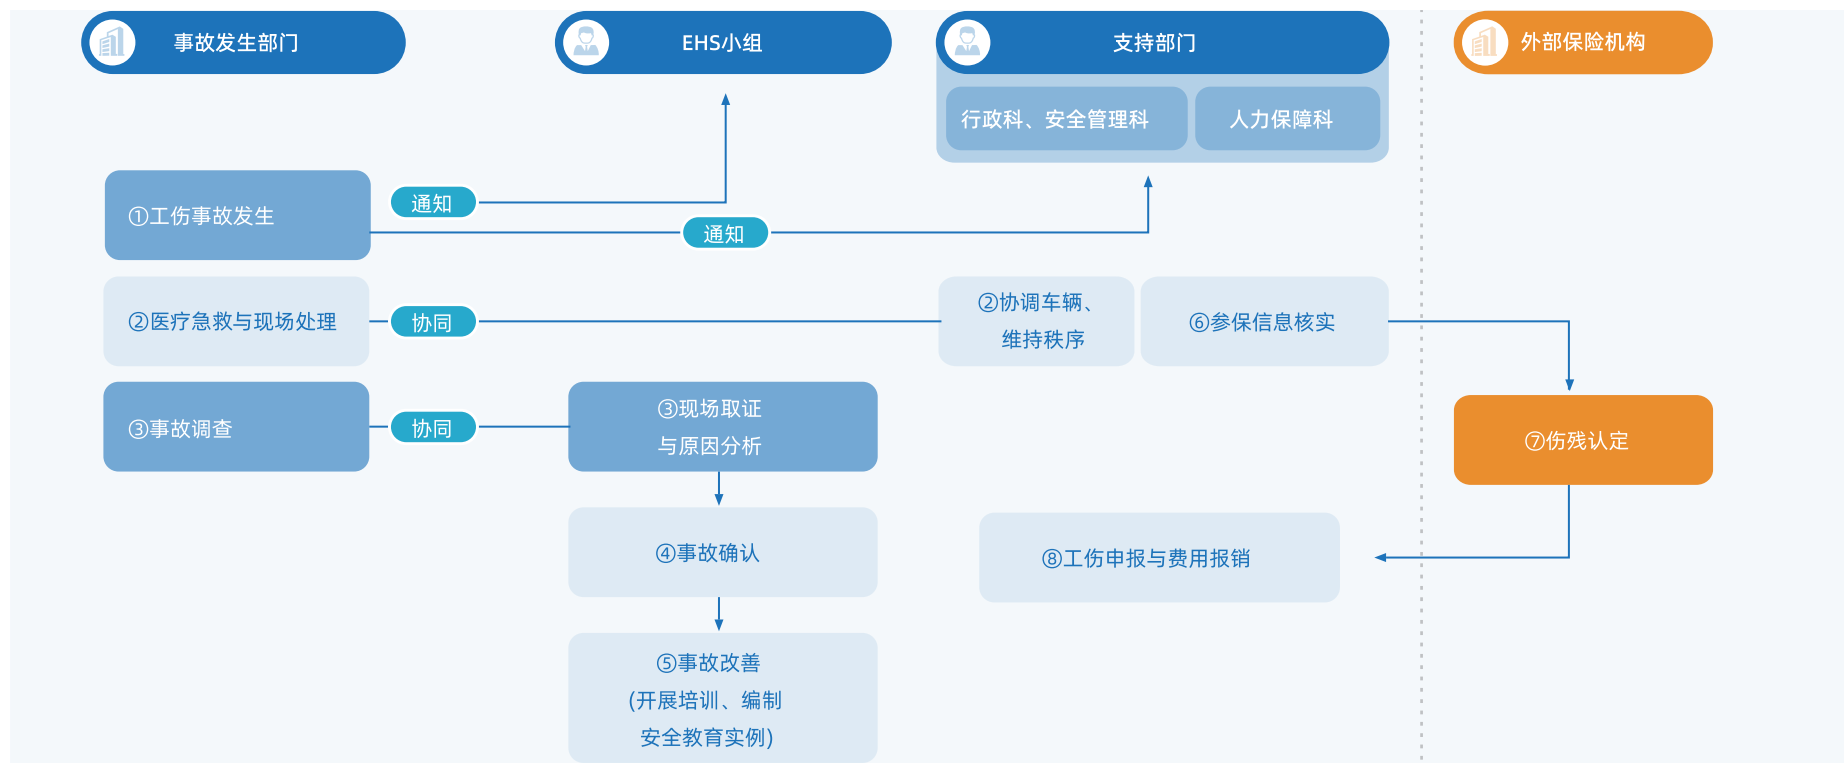 事故发生部门
EHS小组
支持部门
外部保险机构
行政科、安全管理科
人力保障科
①工伤事故发生
通知
通知
②医疗急救与现场处理
协同
②协调车辆、
维持秩序
⑥参保信息核实
③事故调查
协同
③现场取证
与原因分析
⑦伤残认定
④事故确认
⑧工伤申报与费用报销
⑤事故改善
(开展培训、编制
安全教育实例)